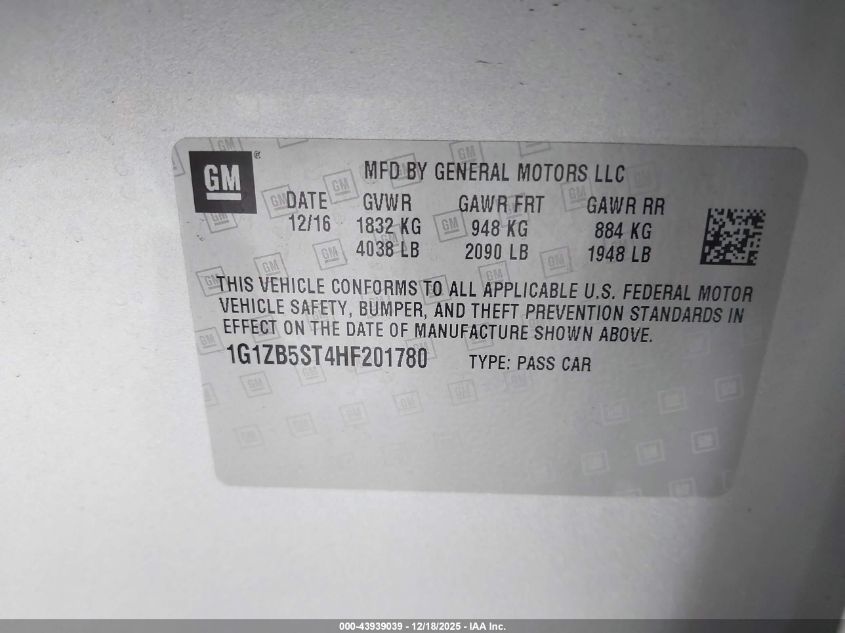 GM
MFD BY GENERAL MOTORS LLC
DATE GVWR GAWR FRT GAWR RR
12/16 1832 KG 948 KG 884 KG
4038 LB 2090 LB 1948 LB
THIS VEHICLE CONFORMS TO ALL APPLICABLE U.S. FEDERAL MOTOR
VEHICLE SAFETY, BUMPER, AND THEFT PREVENTION STANDARDS IN
EFFECT ON THE DATE OF MANUFACTURE SHOWN ABOVE.
1G1ZB5ST4HF201780 TYPE: PASS CAR
000-43939039 - 12/18/2025 - IAA Inc.